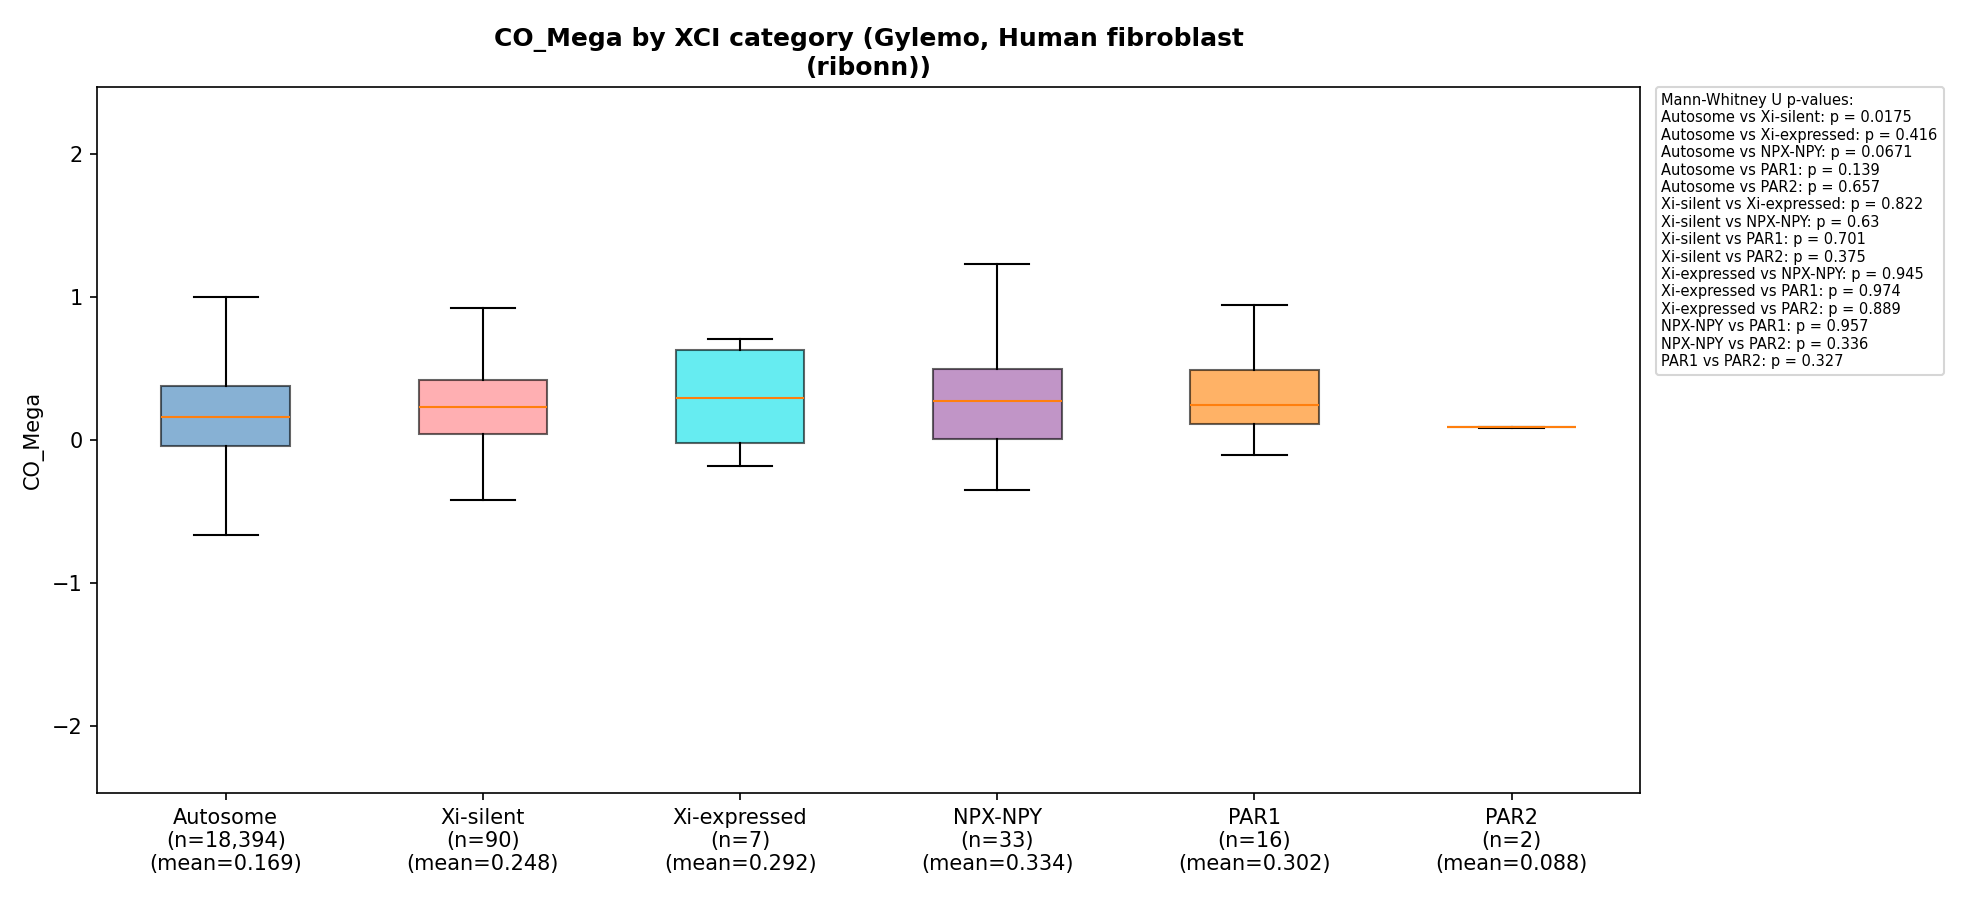 CO_Mega by XCI category (Gylemo, Human fibroblast
(ribonn))
CO_Mega
2
1
0
−1
−2
Autosome
(n=18,394)
(mean=0.169)
Xi-silent
(n=90)
(mean=0.248)
Xi-expressed
(n=7)
(mean=0.292)
NPX-NPY
(n=33)
(mean=0.334)
PAR1
(n=16)
(mean=0.302)
PAR2
(n=2)
(mean=0.088)
Mann-Whitney U p-values:
Autosome vs Xi-silent: p = 0.0175
Autosome vs Xi-expressed: p = 0.416
Autosome vs NPX-NPY: p = 0.0671
Autosome vs PAR1: p = 0.139
Autosome vs PAR2: p = 0.657
Xi-silent vs Xi-expressed: p = 0.822
Xi-silent vs NPX-NPY: p = 0.63
Xi-silent vs PAR1: p = 0.701
Xi-silent vs PAR2: p = 0.375
Xi-expressed vs NPX-NPY: p = 0.945
Xi-expressed vs PAR1: p = 0.974
Xi-expressed vs PAR2: p = 0.889
NPX-NPY vs PAR1: p = 0.957
NPX-NPY vs PAR2: p = 0.336
PAR1 vs PAR2: p = 0.327